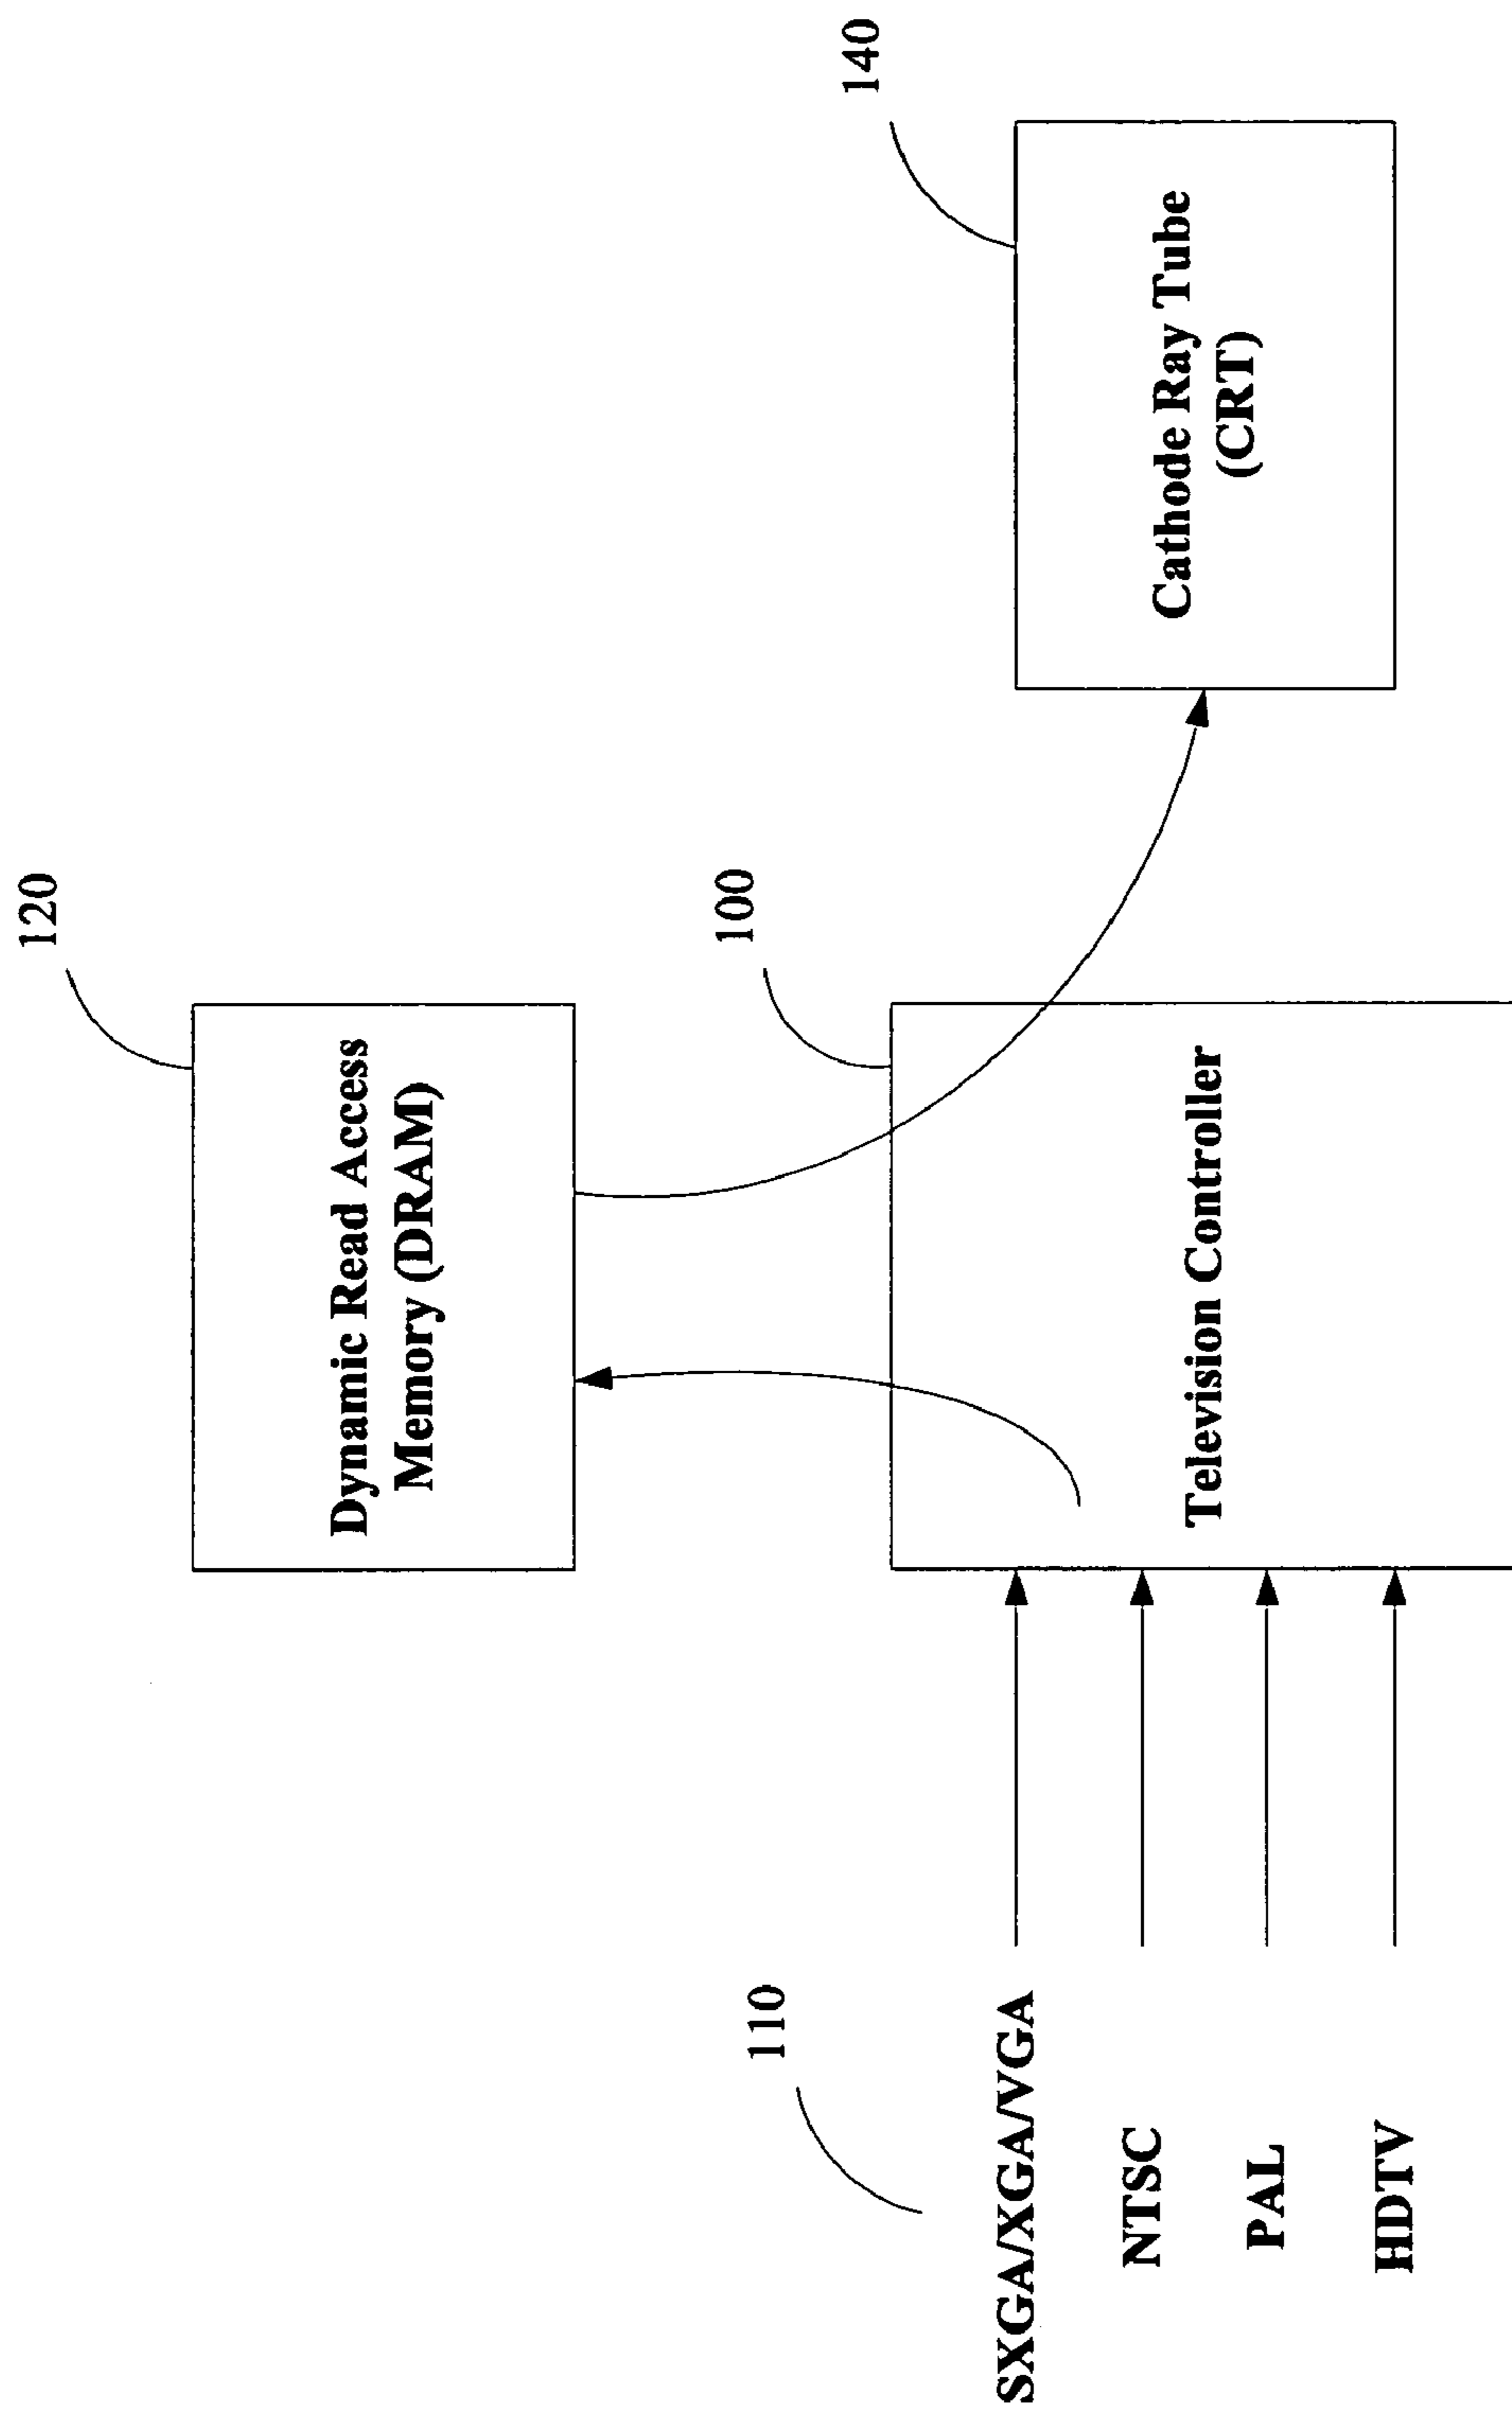 120
Dynamic Read Access
Memory (DRAM)
140
100
110
SXGA/XGA/VGA
NTSC
PAL
HDTV
Television Controller
Cathode Ray Tube
(CRT)